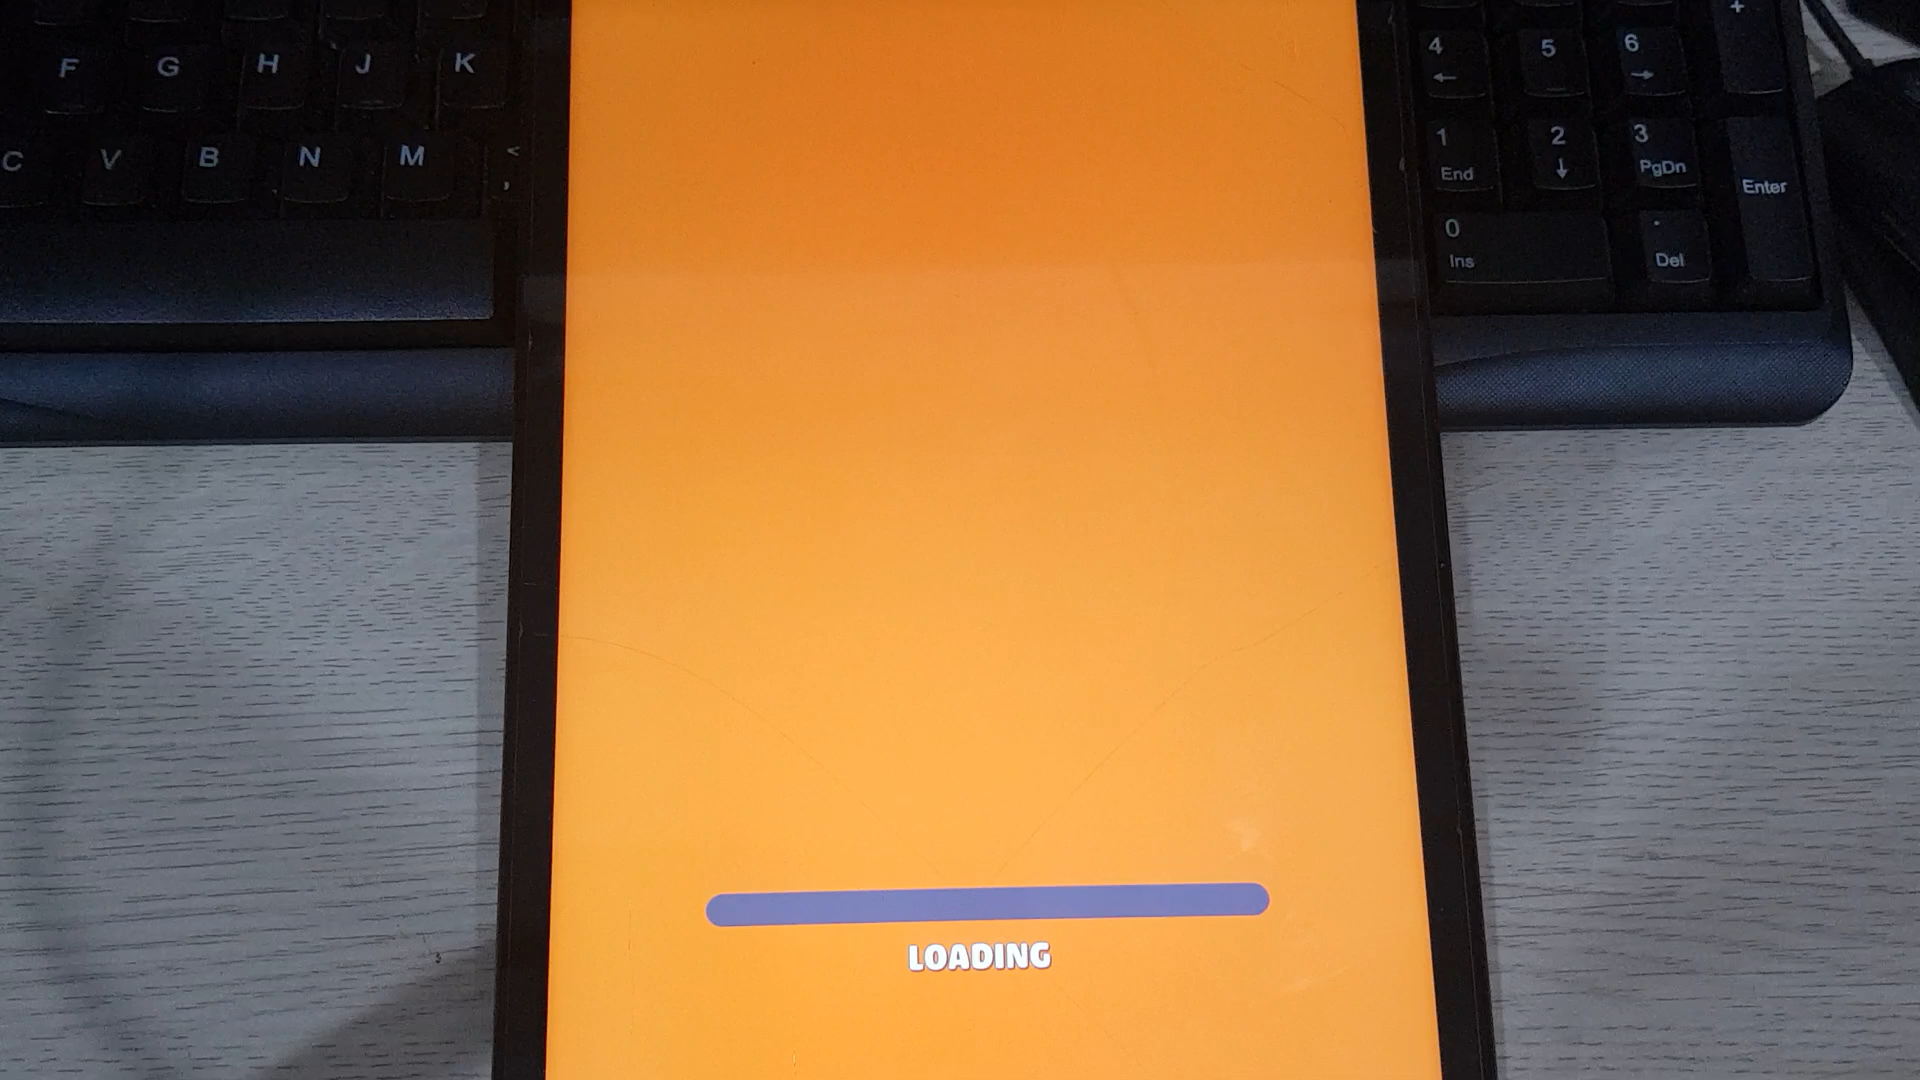 F G H J K
C V B N M <
,
+
4 5 6
← →
1 2 3
End ↓ PgDn
Enter
0 .
Ins Del
LOADING